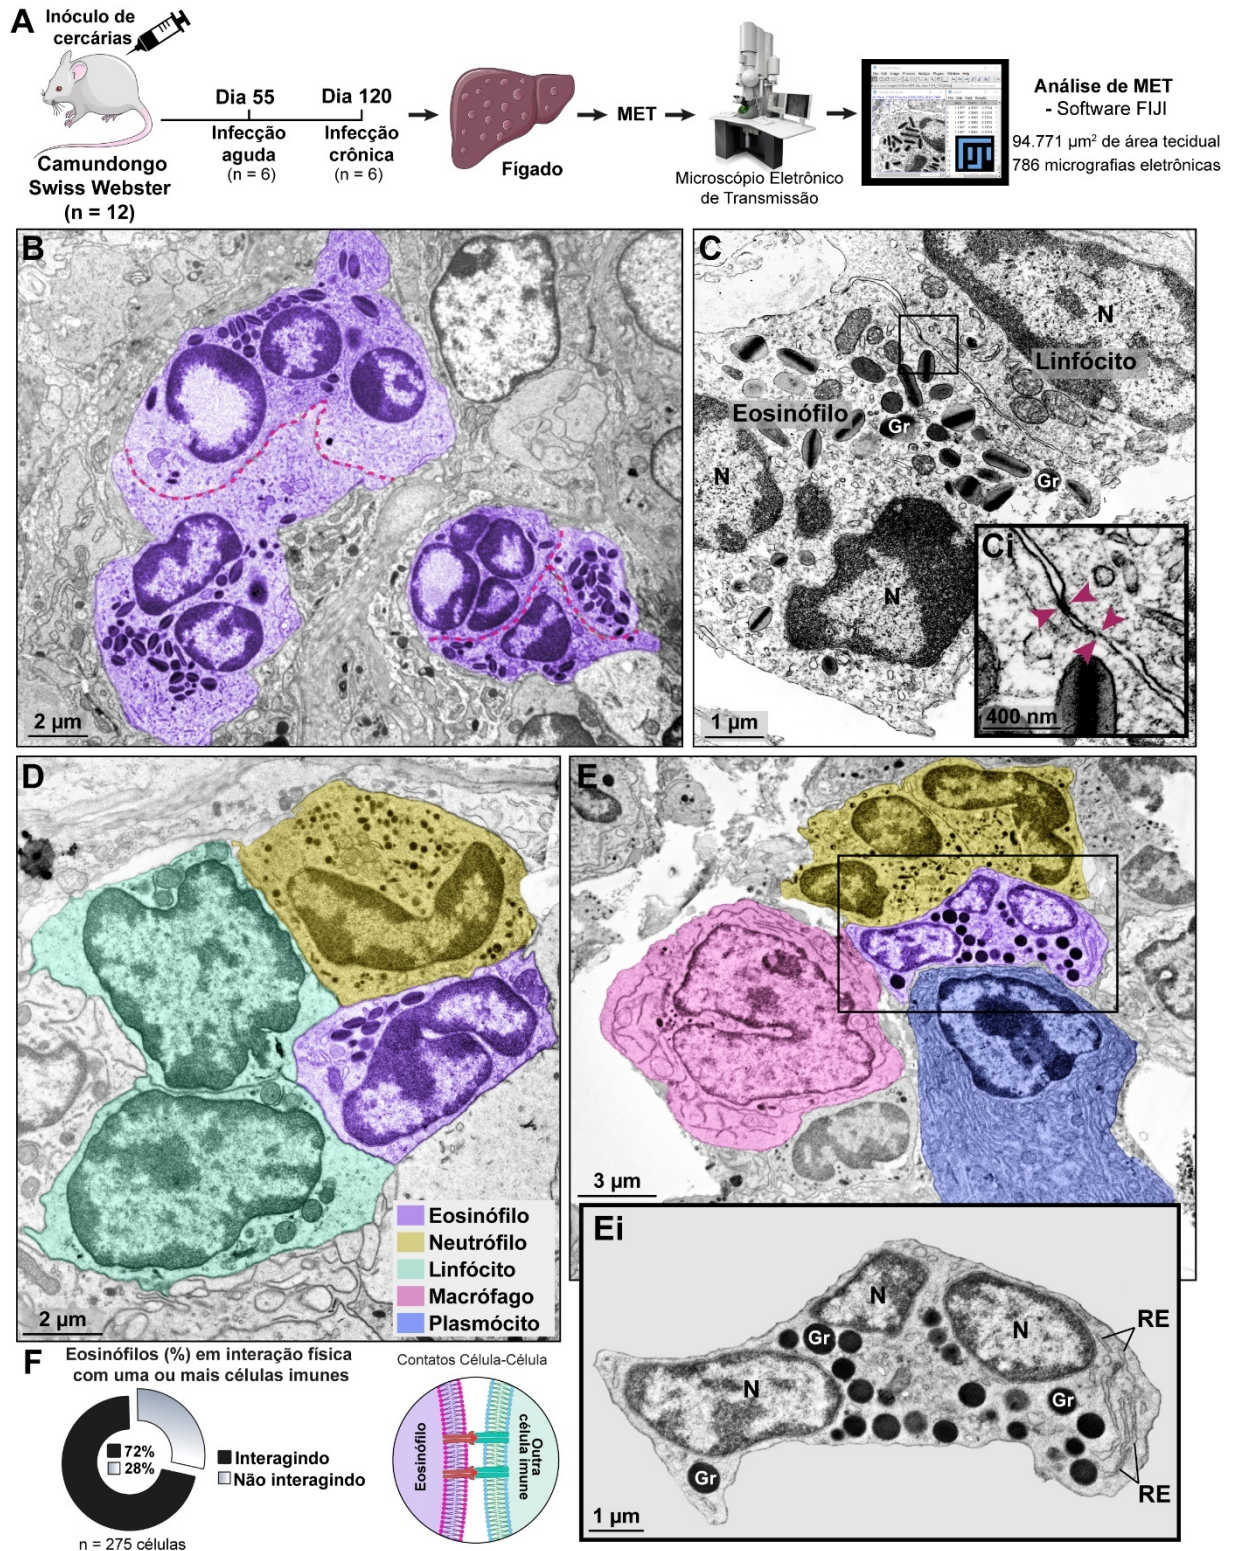 A
Inóculo de
cercárias
Camundongo
Swiss Webster
(n = 12)
Dia 55
Infecção
aguda
(n = 6)
Dia 120
Infecção
crônica
(n = 6)
Fígado
MET
Microscópio Eletrônico
de Transmissão
Análise de MET
- Software FIJI
94.771 µm² de área tecidual
786 micrografias eletrônicas
B
2 µm
C
N
Linfócito
Eosinófilo
Gr
N
Gr
N
Ci
1 µm
400 nm
D
Eosinófilo
Neutrófilo
Linfócito
Macrófago
Plasmócito
2 µm
E
3 µm
Ei
N
N
RE
Gr
N
Gr
Gr
RE
1 µm
F
Eosinófilos (%) em interação física
com uma ou mais células imunes
72%
28%
Interagindo
Não interagindo
n = 275 células
Contatos Célula-Célula
Eosinófilo
Outra
célula imune